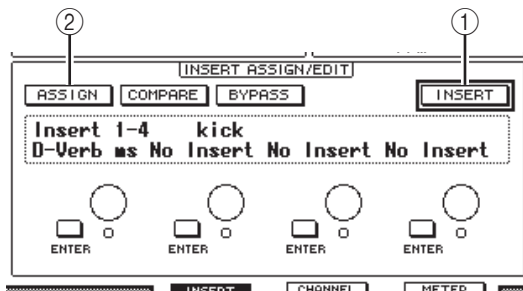 ② ①
INSERT ASSIGN/EDIT
ASSIGN COMPARE BYPASS INSERT
Insert 1-4 kick
D-Verb ms No Insert No Insert No Insert
ENTER ENTER ENTER ENTER
INSERT CHANNEL METER